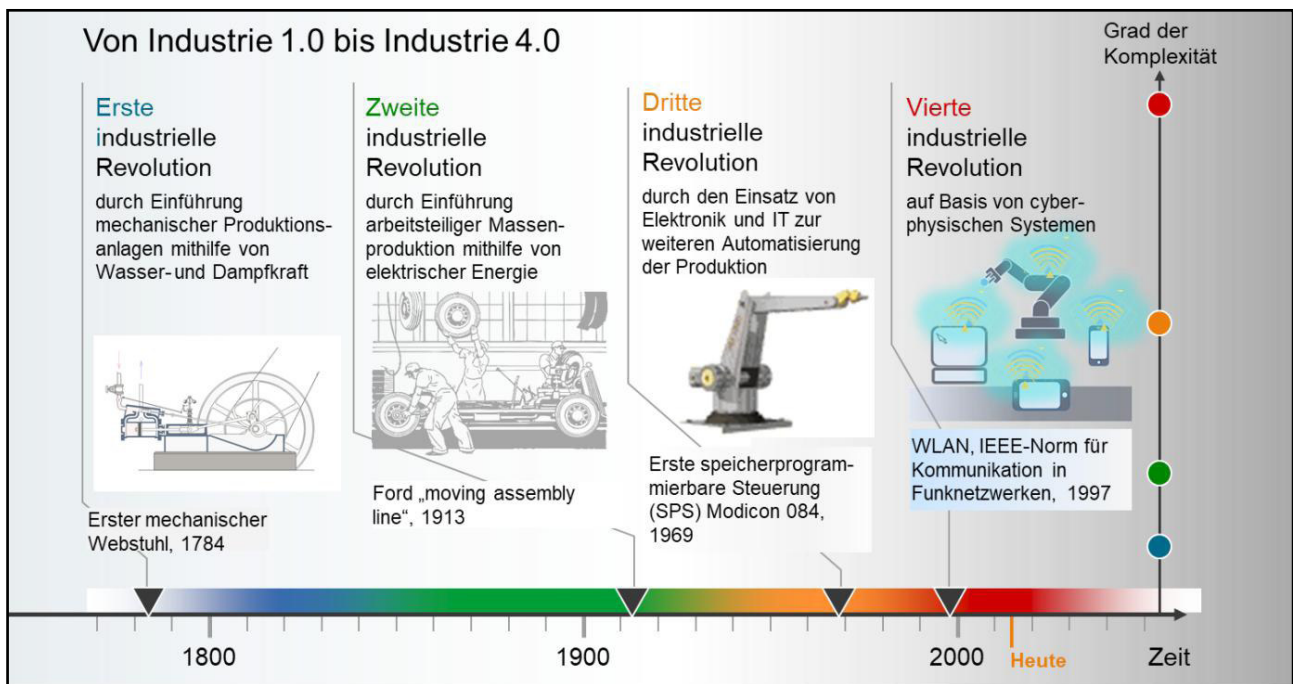 Von Industrie 1.0 bis Industrie 4.0
Grad der
Komplexität
Erste
industrielle
Revolution
durch Einführung
mechanischer Produktions-
anlagen mithilfe von
Wasser- und Dampfkraft
Erster mechanischer
Webstuhl, 1784
Zweite
industrielle
Revolution
durch Einführung
arbeitsteiliger Massen-
produktion mithilfe von
elektrischer Energie
Ford „moving assembly
line“, 1913
Dritte
industrielle
Revolution
durch den Einsatz von
Elektronik und IT zur
weiteren Automatisierung
der Produktion
Erste speicherprogram-
mierbare Steuerung
(SPS) Modicon 084,
1969
Vierte
industrielle
Revolution
auf Basis von cyber-
physischen Systemen
WLAN, IEEE-Norm für
Kommunikation in
Funknetzwerken, 1997
1800
1900
2000
Heute
Zeit